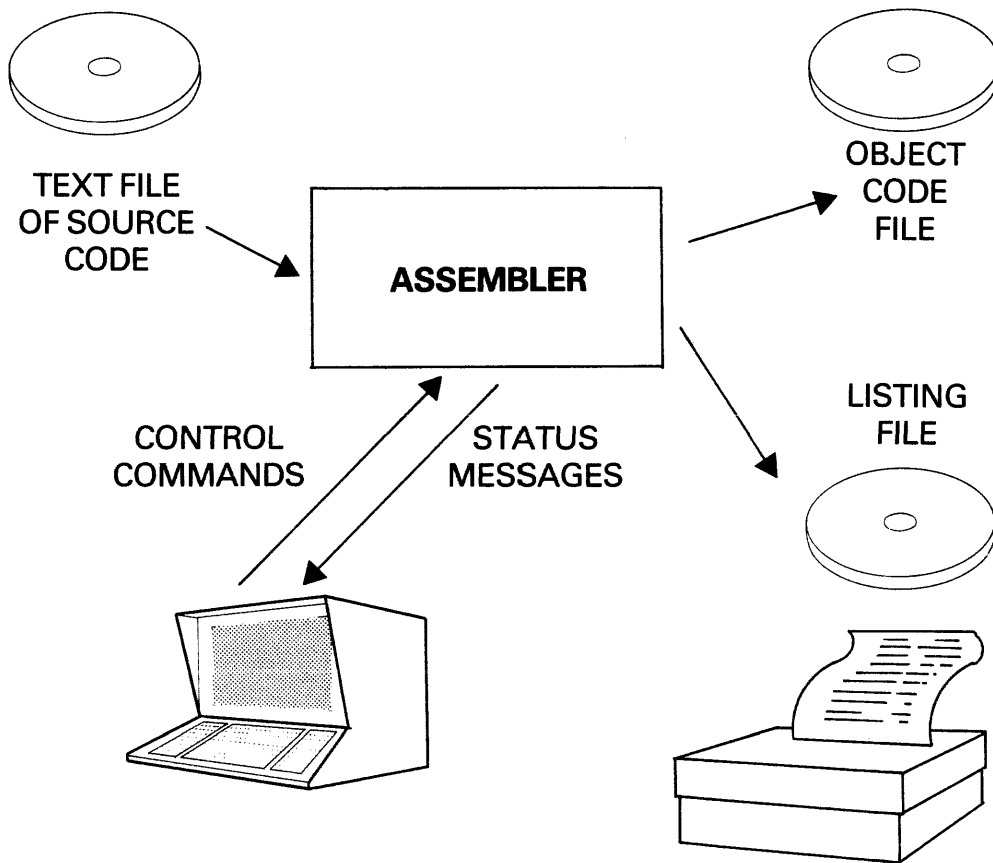 TEXT FILE
OF SOURCE
CODE
ASSEMBLER
OBJECT
CODE
FILE
LISTING
FILE
CONTROL
COMMANDS
STATUS
MESSAGES